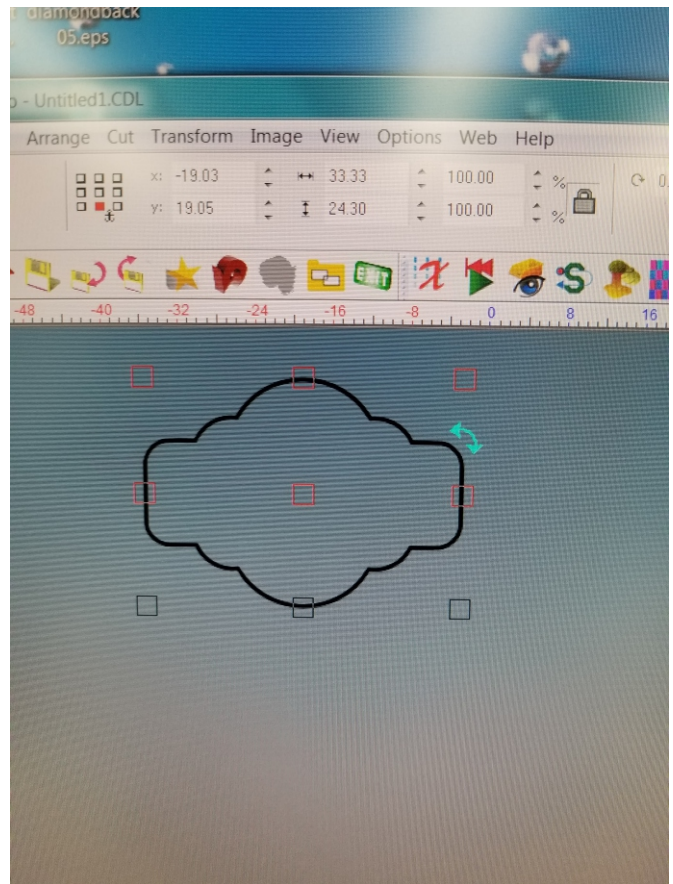 diamondback
05.eps
- Untitled1.CDL
Arrange Cut Transform Image View Options Web Help
x: -19.03 33.33 100.00 %
y: 19.05 24.30 100.00 %
EXIT
-48 -40 -32 -24 -16 -8 0 8 16